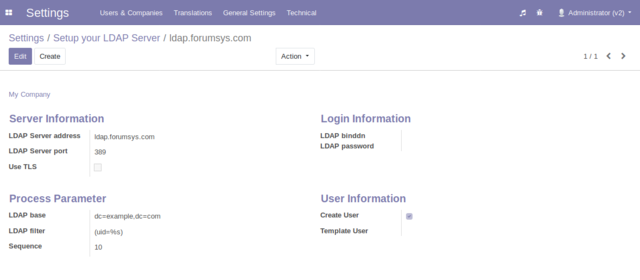 Settings Users & Companies Translations General Settings Technical Administrator (v2)
Settings / Setup your LDAP Server / ldap.forumsys.com
Edit Create Action 1 / 1
My Company
Server Information
LDAP Server address ldap.forumsys.com
LDAP Server port 389
Use TLS
Login Information
LDAP binddn
LDAP password
Process Parameter
LDAP base dc=example,dc=com
LDAP filter (uid=%s)
Sequence 10
User Information
Create User
Template User